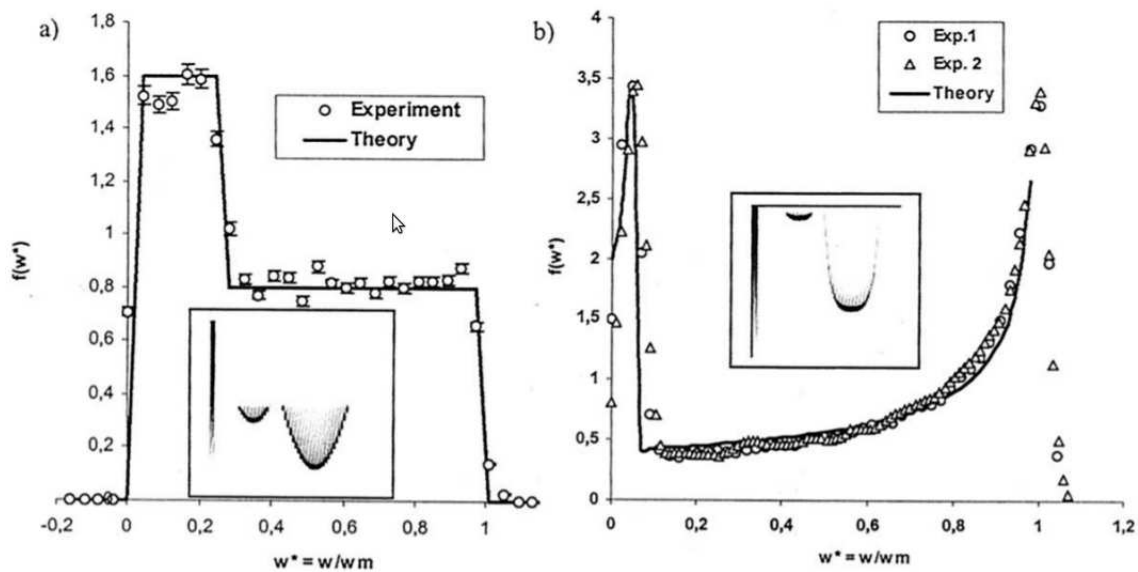 a)
1,8
1,6
1,4
1,2
1
0,8
0,6
0,4
0,2
0
f(w*)
-0,2 0 0,2 0,4 0,6 0,8 1
w* = w/wm
Experiment
Theory
b)
4
3,5
3
2,5
2
1,5
1
0,5
0
f(w*)
0 0,2 0,4 0,6 0,8 1 1,2
w* = w/wm
Exp.1
Exp. 2
Theory